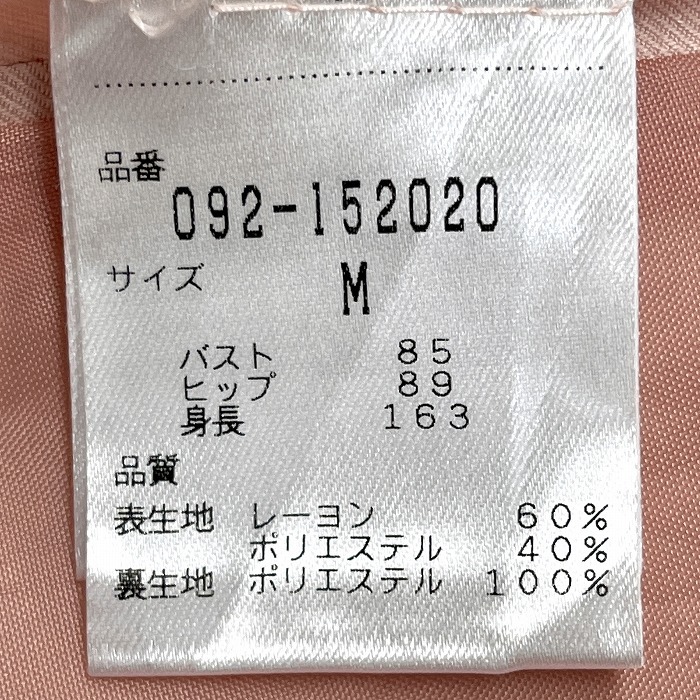 品番
092-152020
サイズ M
バスト 85
ヒップ 89
身長 163
品質
表生地 レーヨン 60%
ポリエステル 40%
裏生地 ポリエステル 100%